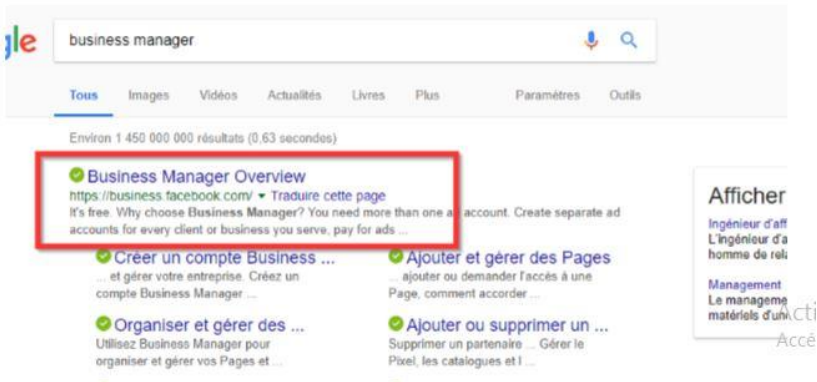 gle
business manager
Tous Images Vidéos Actualités Livres Plus Paramètres Outils
Environ 1 450 000 000 résultats (0,63 secondes)
Business Manager Overview
https://business.facebook.com/ ▾ Traduire cette page
It's free. Why choose Business Manager? You need more than one a account. Create separate ad
accounts for every client or business you serve, pay for ads ...
Créer un compte Business ...
... et gérer votre entreprise. Créez un
compte Business Manager ...
Ajouter et gérer des Pages
... ajouter ou demander l'accès à une
Page, comment accorder ...
Organiser et gérer des ...
Utilisez Business Manager pour
organiser et gérer vos Pages et ...
Ajouter ou supprimer un ...
Supprimer un partenaire ... Gérer le
Pixel, les catalogues et l ...
Afficher
Ingénieur d'aff
L'ingénieur d'a
homme de rela
Management
Le manageme
matériels d'un
Acti
Accé